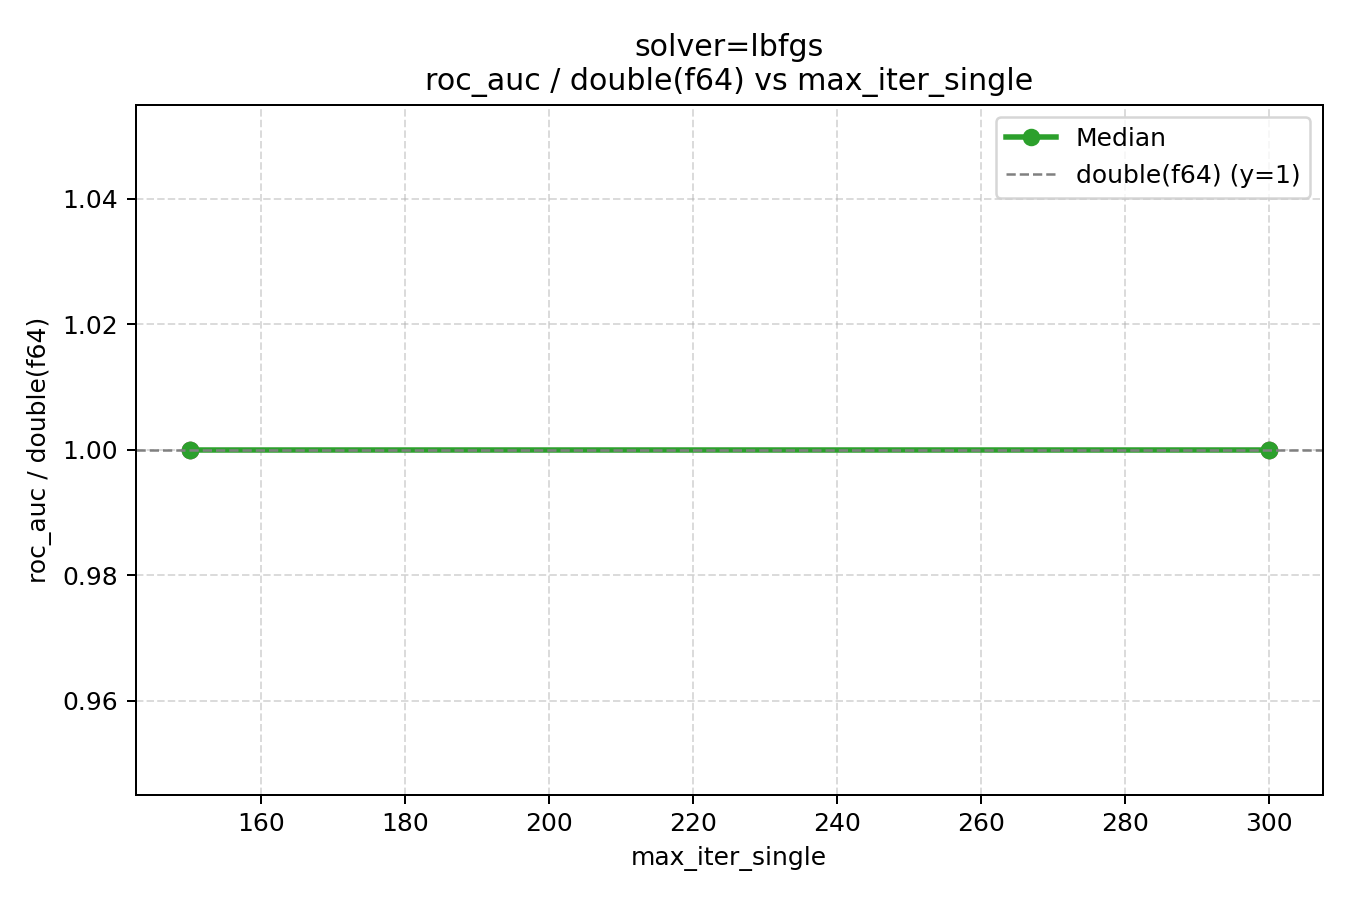 solver=lbfgs
roc_auc / double(f64) vs max_iter_single
Median
double(f64) (y=1)
roc_auc / double(f64)
1.04
1.02
1.00
0.98
0.96
160
180
200
220
240
260
280
300
max_iter_single